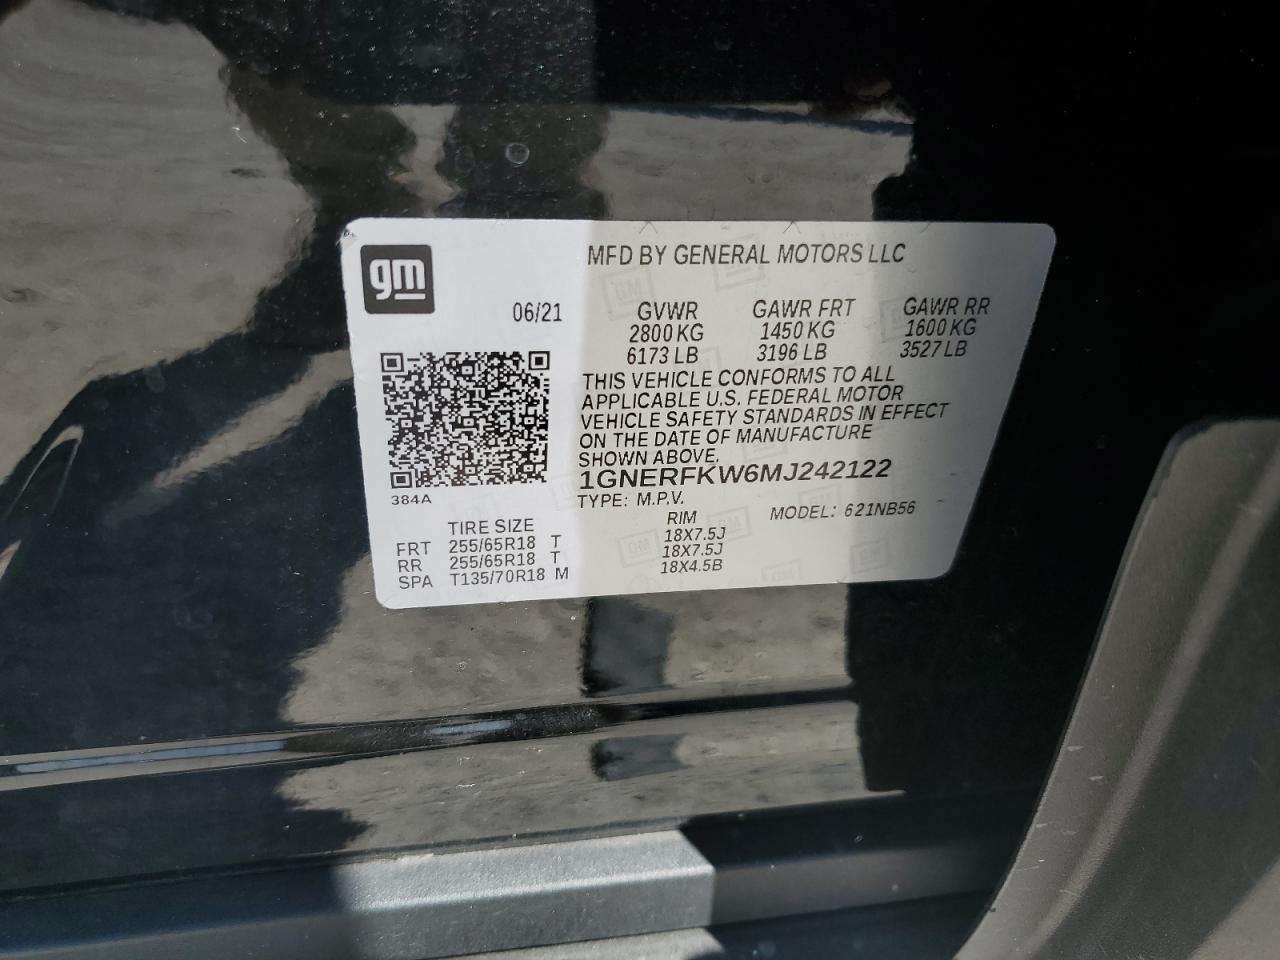 gm
MFD BY GENERAL MOTORS LLC
06/21
GVWR GAWR FRT GAWR RR
2800 KG 1450 KG 1600 KG
6173 LB 3196 LB 3527 LB
THIS VEHICLE CONFORMS TO ALL
APPLICABLE U.S. FEDERAL MOTOR
VEHICLE SAFETY STANDARDS IN EFFECT
ON THE DATE OF MANUFACTURE
SHOWN ABOVE.
1GNERFKW6MJ242122
384A
TYPE: M.P.V. MODEL: 621NB56
TIRE SIZE RIM
FRT 255/65R18 T 18X7.5J
RR 255/65R18 T 18X7.5J
SPA T135/70R18 M 18X4.5B